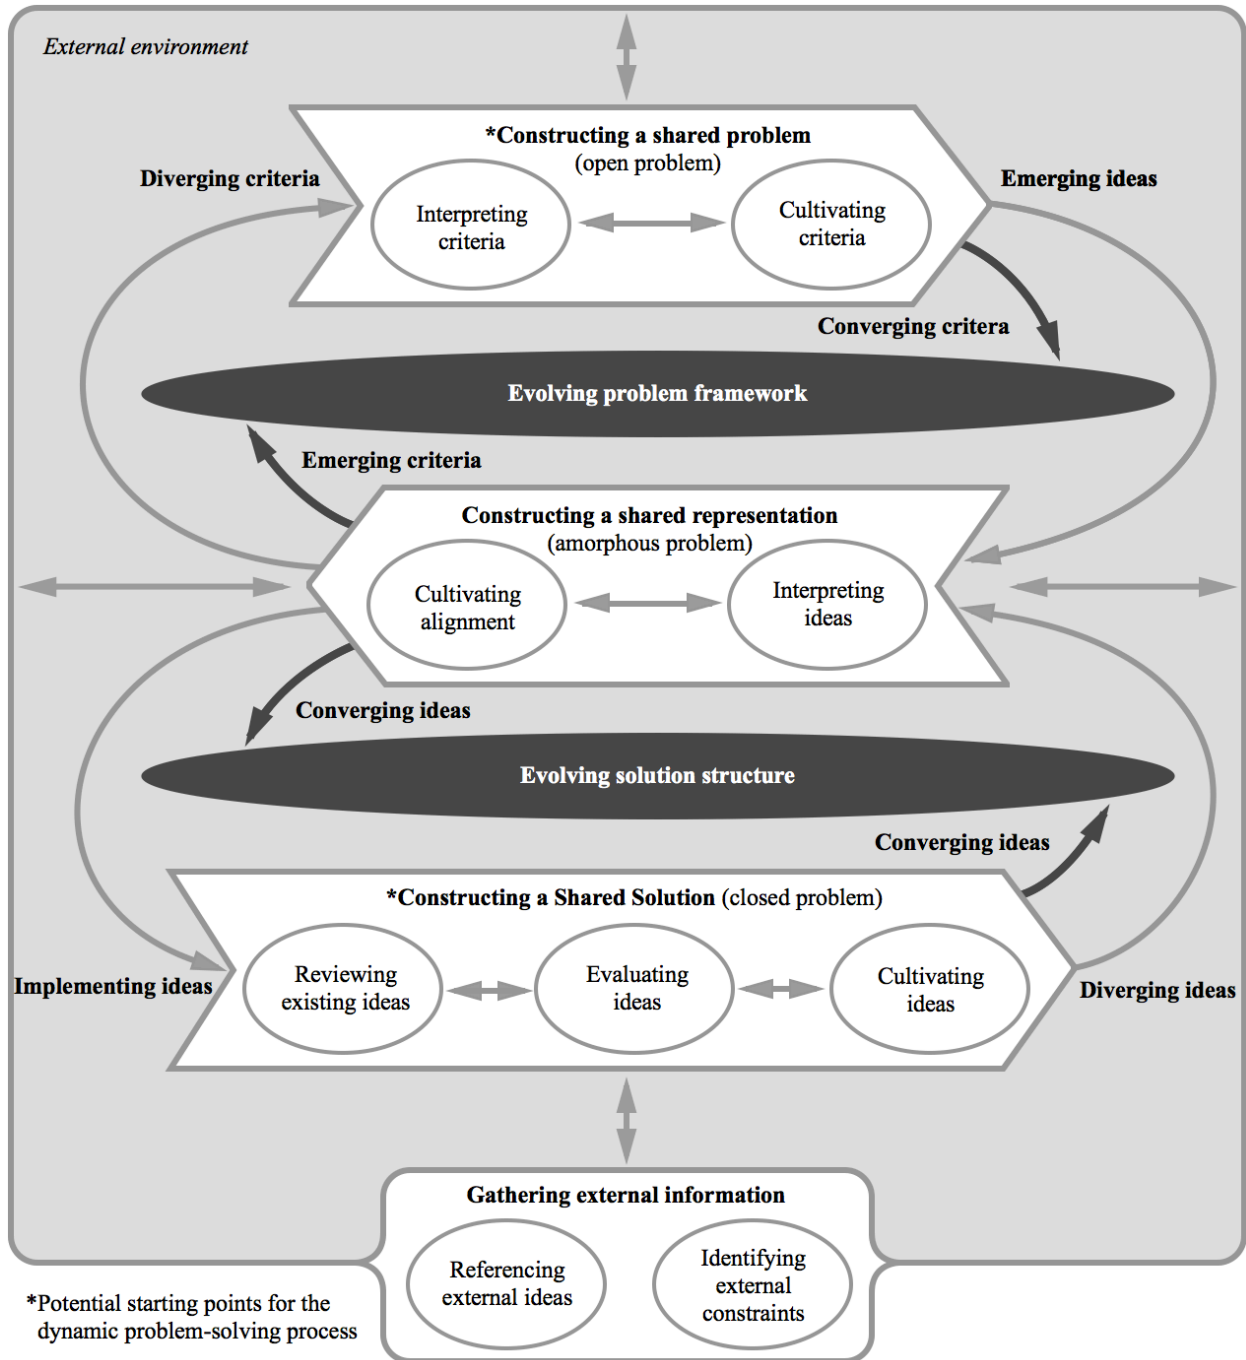 External environment
*Constructing a shared problem
(open problem)
Diverging criteria
Emerging ideas
Interpreting
criteria
Cultivating
criteria
Converging critera
Evolving problem framework
Emerging criteria
Constructing a shared representation
(amorphous problem)
Cultivating
alignment
Interpreting
ideas
Converging ideas
Evolving solution structure
Converging ideas
*Constructing a Shared Solution (closed problem)
Reviewing
existing ideas
Evaluating
ideas
Cultivating
ideas
Implementing ideas
Diverging ideas
Gathering external information
Referencing
external ideas
Identifying
external
constraints
*Potential starting points for the
dynamic problem-solving process